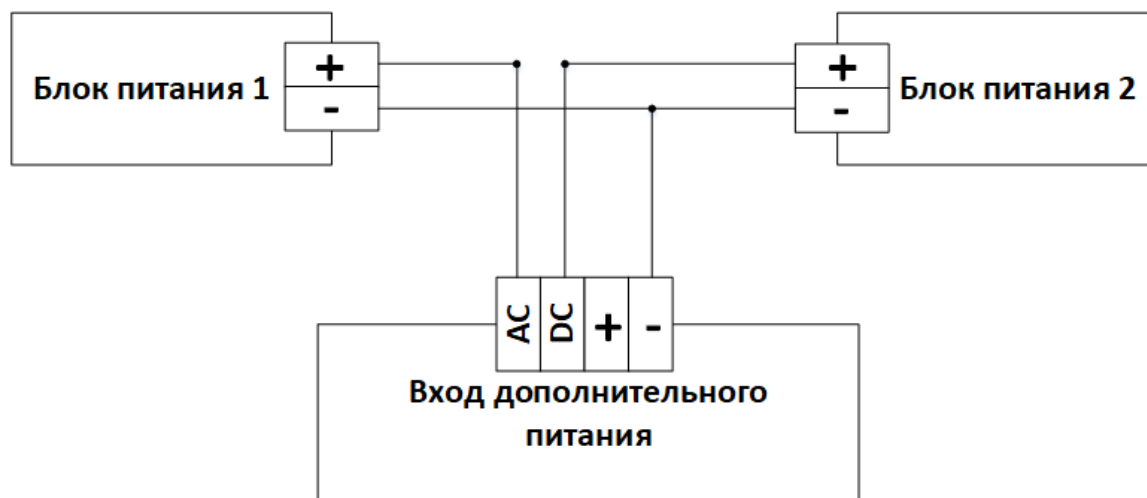 +
+
Блок питания 1
Блок питания 2
-
-
AC
DC
+
-
Вход дополнительного
питания